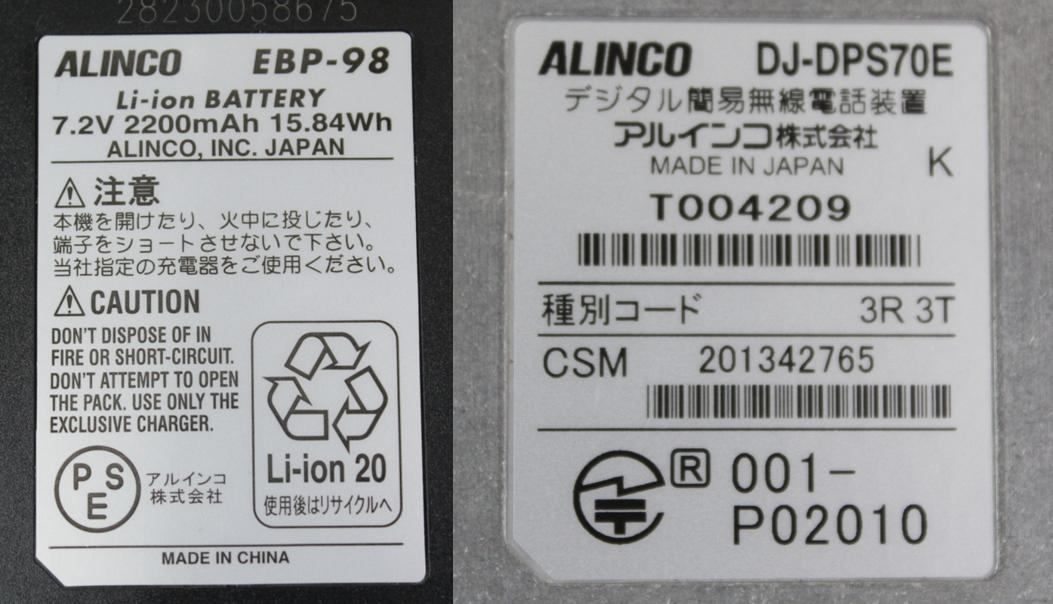 28230058675
ALINCO EBP-98
Li-ion BATTERY
7.2V 2200mAh 15.84Wh
ALINCO, INC. JAPAN
注意
本機を開けたり、火中に投じたり、
端子をショートさせないで下さい。
当社指定の充電器をご使用ください。
CAUTION
DON'T DISPOSE OF IN
FIRE OR SHORT-CIRCUIT.
DON'T ATTEMPT TO OPEN
THE PACK. USE ONLY THE
EXCLUSIVE CHARGER.
PSE
アルインコ
株式会社
Li-ion 20
使用後はリサイクルへ
MADE IN CHINA
ALINCO DJ-DPS70E
デジタル簡易無線電話装置
アルインコ株式会社
MADE IN JAPAN K
T004209
種別コード 3R 3T
CSM 201342765
R 001-
P02010